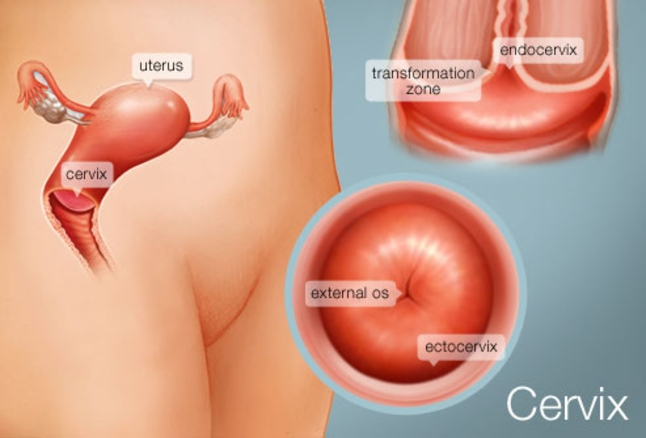 uterus
cervix
endocervix
transformation
zone
external os
ectocervix
Cervix